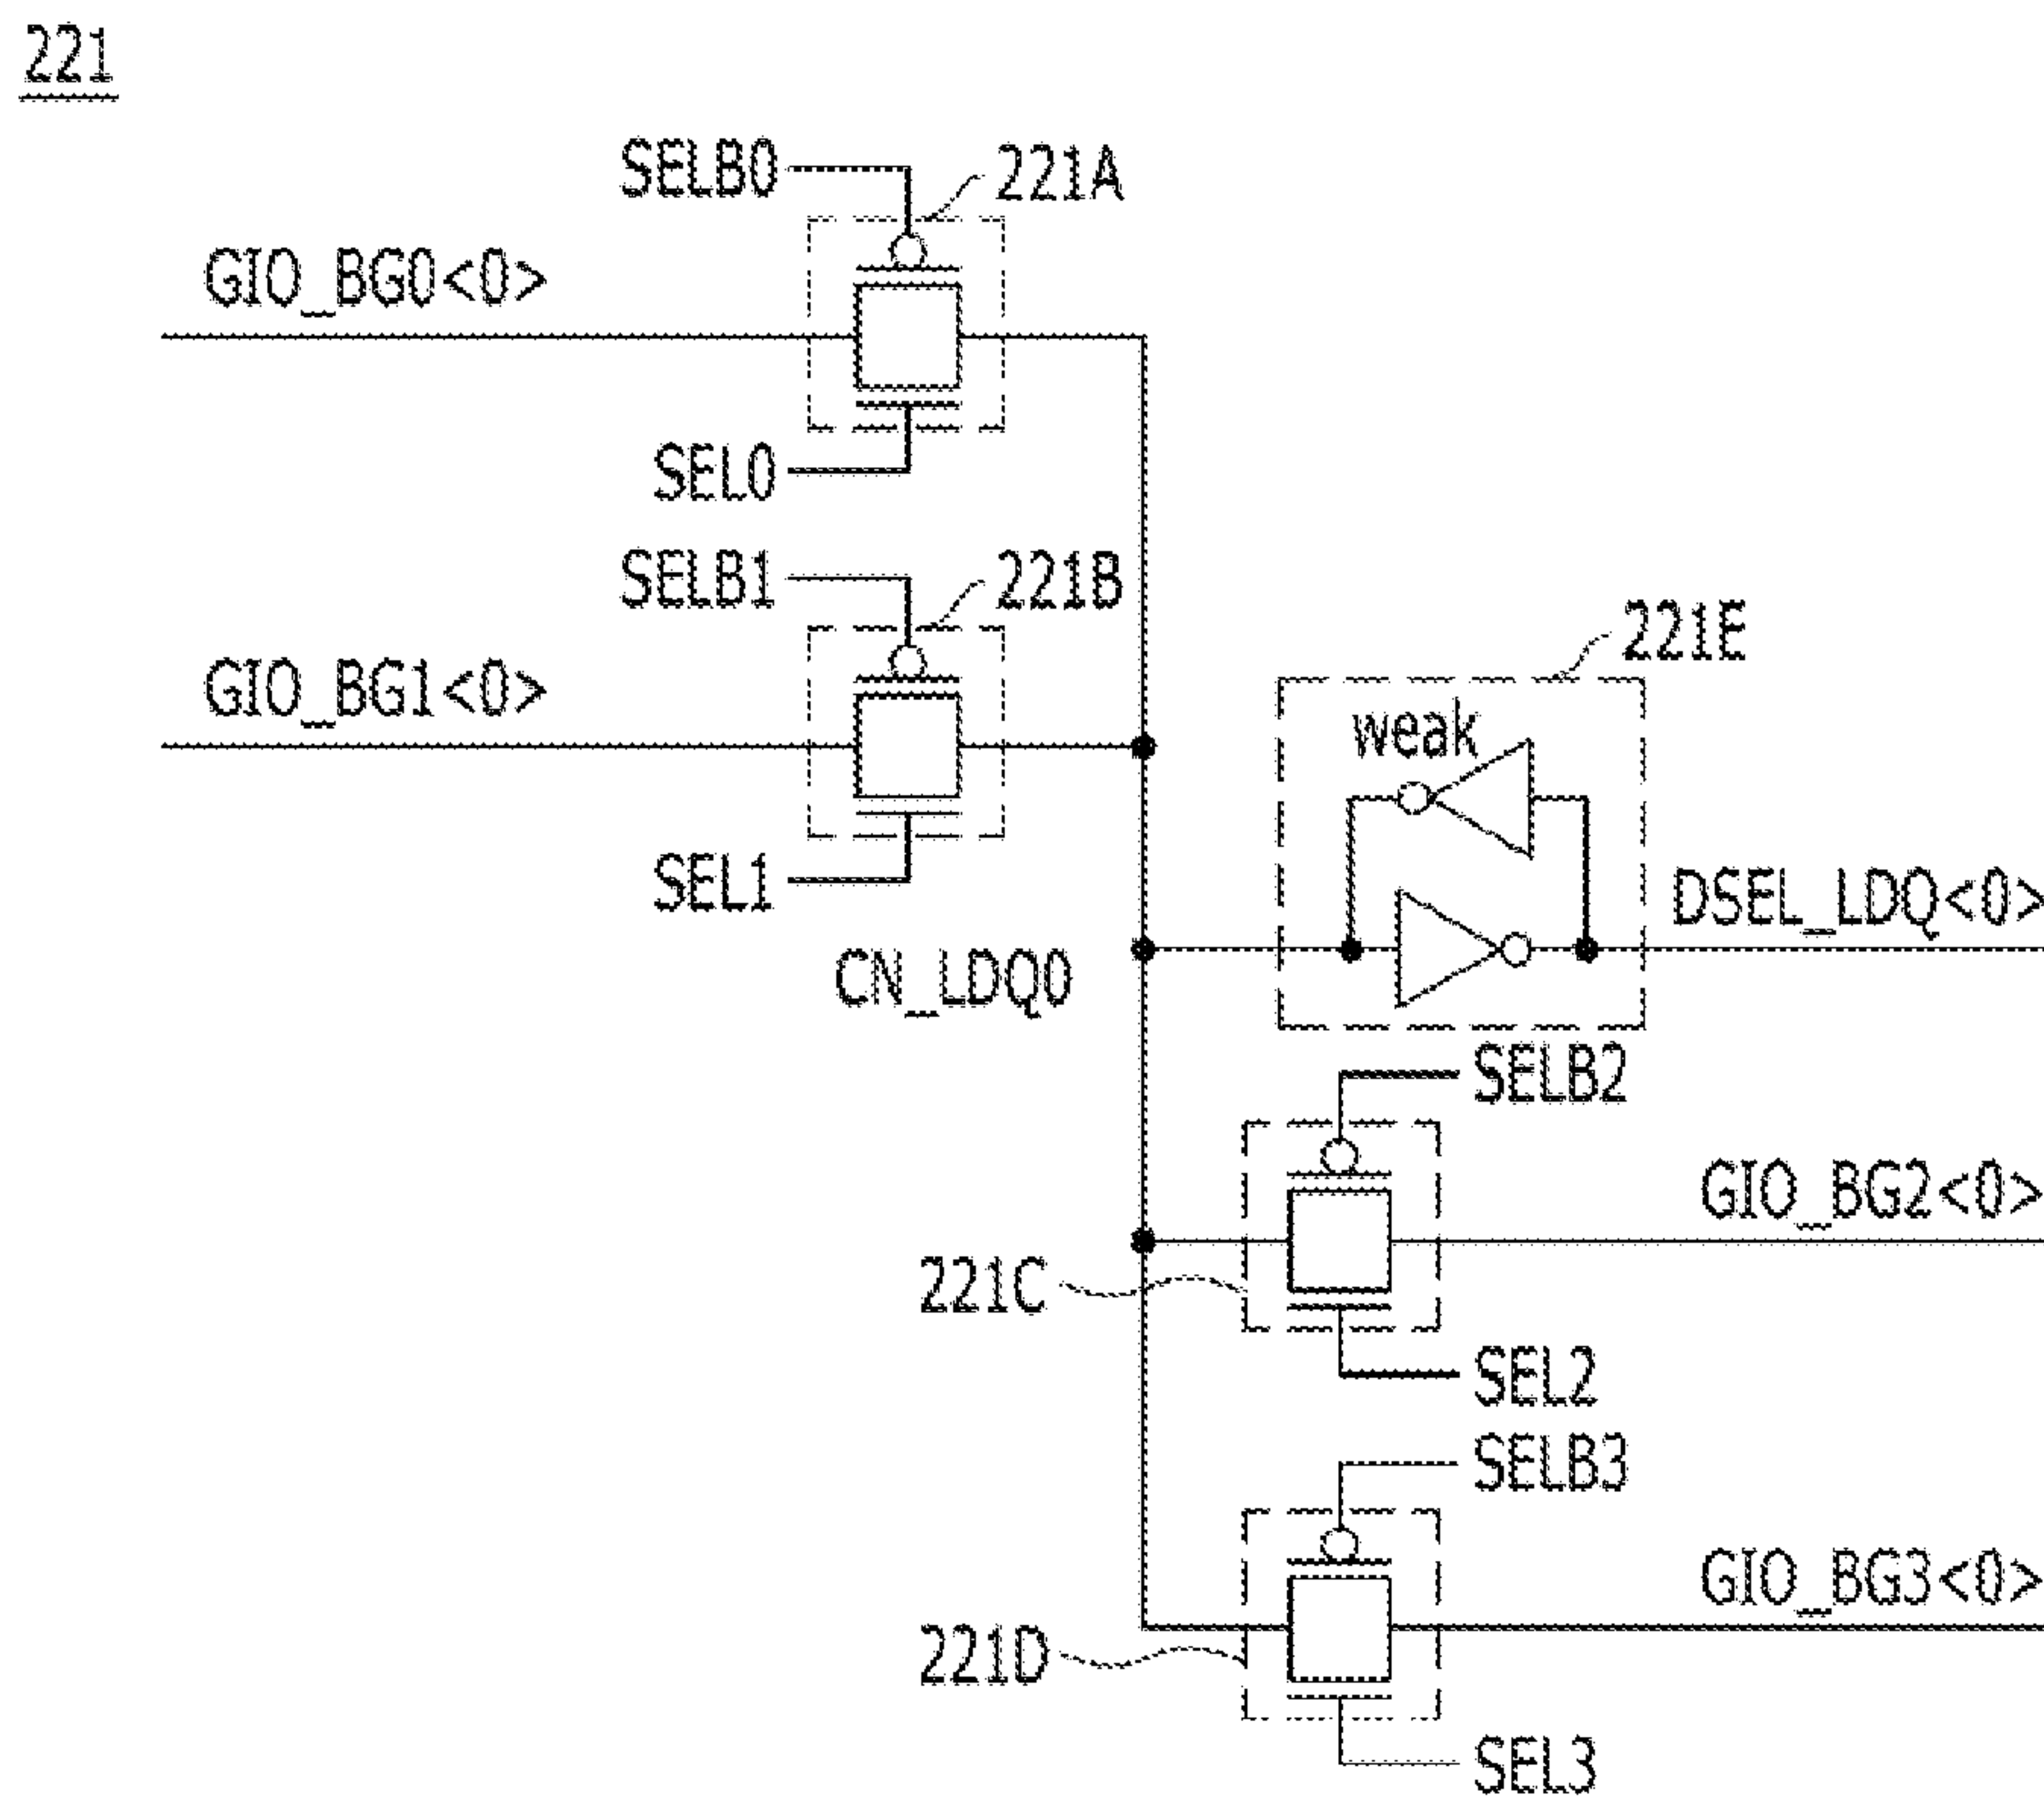 221
SELB0
221A
GIO_BG0<0>
SEL0
SELB1
221B
GIO_BG1<0>
SEL1
221E
weak
DSEL_LDQ<0>
CN_LDQ0
SELB2
GIO_BG2<0>
221C
SEL2
SELB3
GIO_BG3<0>
221D
SEL3